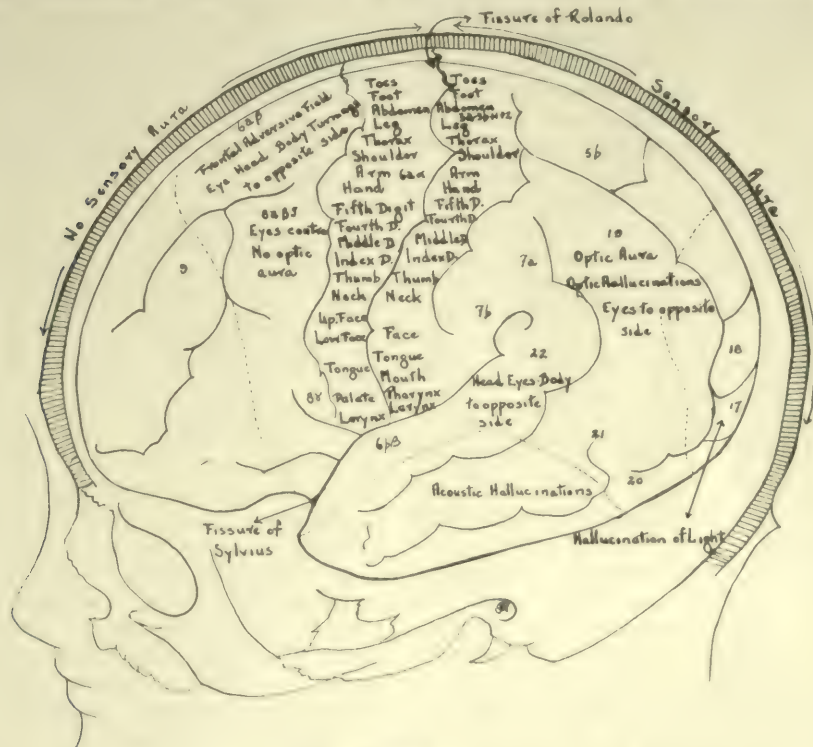 Fissure of Rolando
No Sensory Aura
Sensory Aura
6aβ
Frontal Adversive Field
Eye Head Body Turning
to opposite side
Toes
Foot
Abdomen
Leg
Thorax
Shoulder
Arm 6aα
Hand
Fifth Digit
Fourth D.
Middle D
Index D.
Thumb
Neck
Up. Face
Low Face
Tongue
Palate
Larynx
Toes
Foot
Abdomen
Leg
Thorax
Shoulder
Arm
Hand
Fifth D.
Fourth D.
Middle D
Index D.
Thumb
Neck
Face
Tongue
Mouth
Pharynx
Larynx
9
Eyes
No optic
aura
5b
7a
7b
19
Optic Aura
Optic Hallucinations
Eyes to opposite
side
18
17
22
Head Eyes Body
to opposite
side
21
20
6bβ
Acoustic Hallucinations
Fissure of
Sylvius
Hallucination of Light